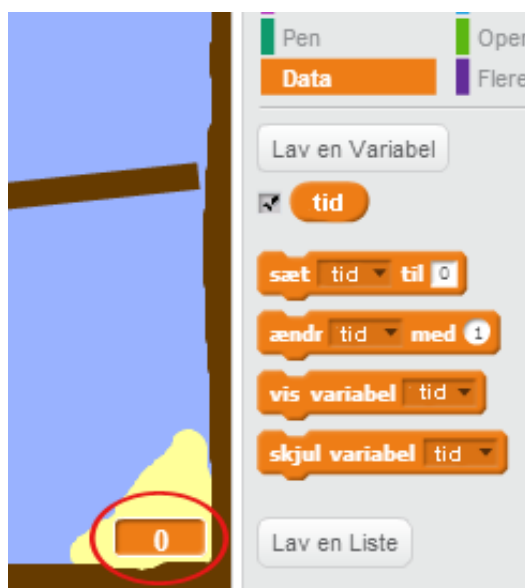 Pen
Oper
Data
Flere
Lav en Variabel
tid
sæt tid til 0
ændr tid med 1
vis variabel tid
skjul variabel tid
0
Lav en Liste